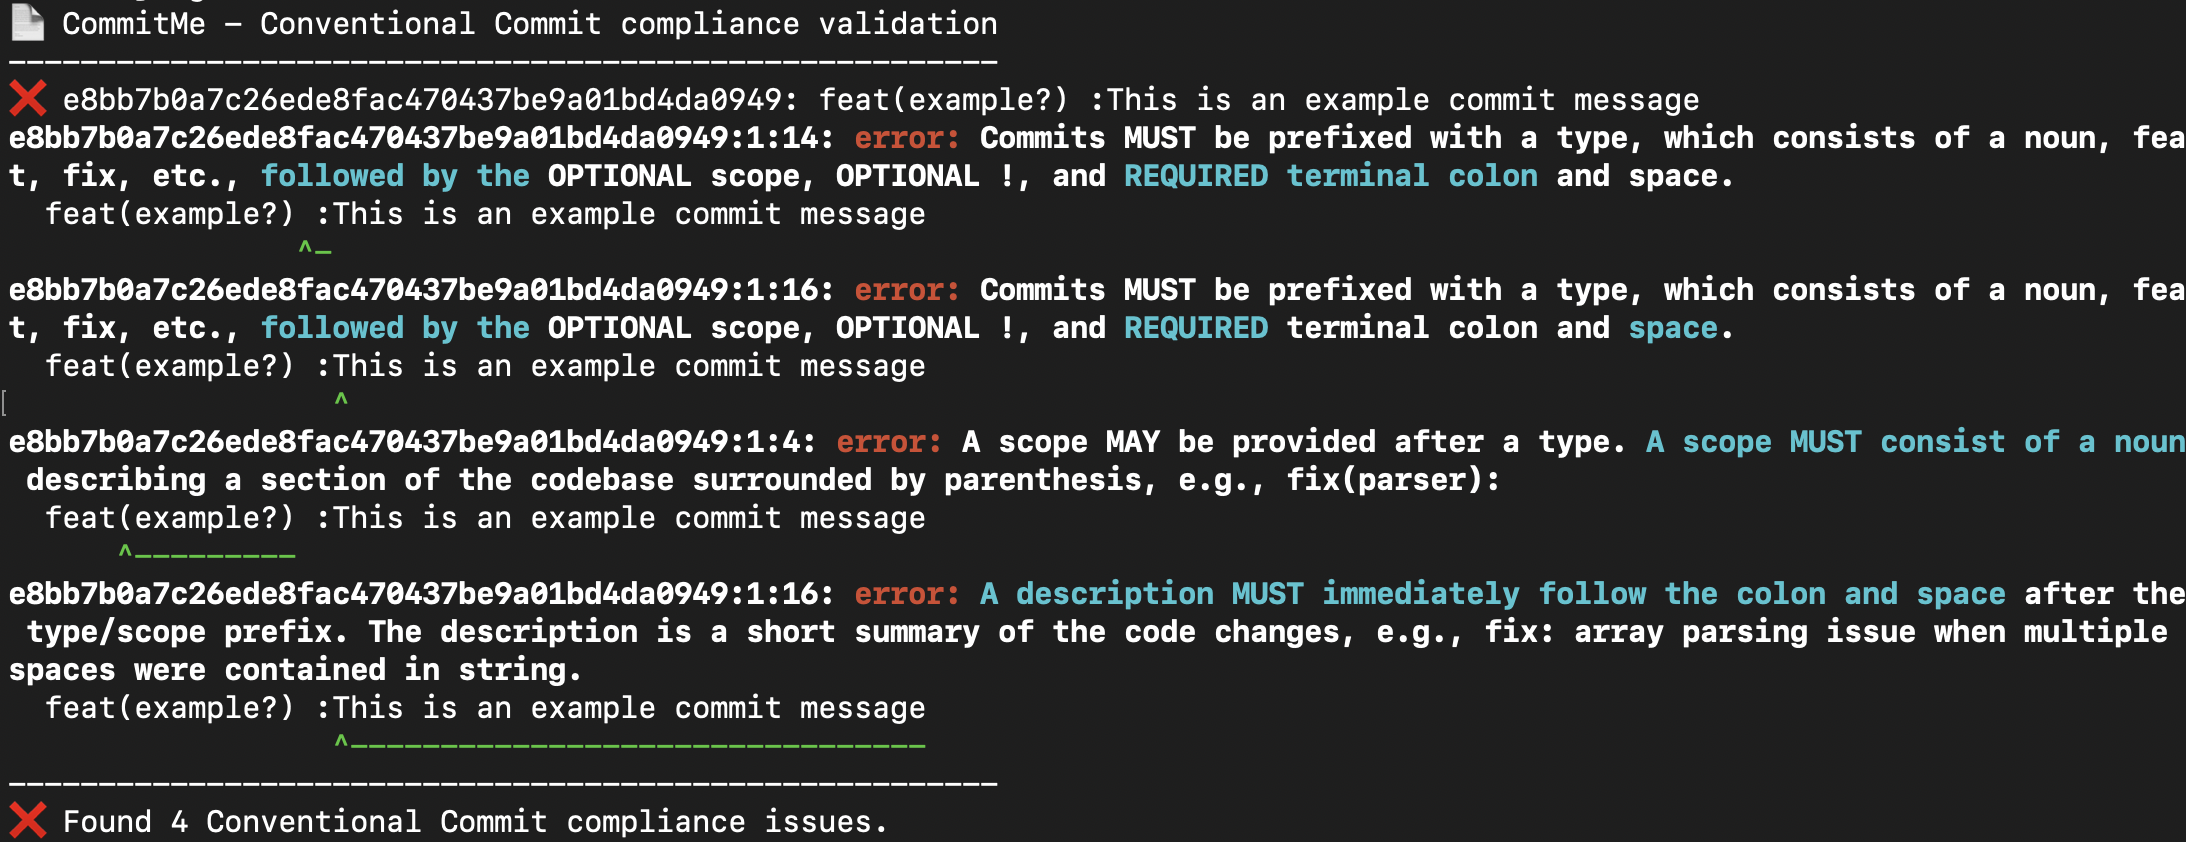 CommitMe – Conventional Commit compliance validation
-------------------------------------------------------
❌ e8bb7b0a7c26ede8fac470437be9a01bd4da0949: feat(example?) :This is an example commit message
e8bb7b0a7c26ede8fac470437be9a01bd4da0949:1:14: error: Commits MUST be prefixed with a type, which consists of a noun, fea
t, fix, etc., followed by the OPTIONAL scope, OPTIONAL !, and REQUIRED terminal colon and space.
  feat(example?) :This is an example commit message
                ^-
e8bb7b0a7c26ede8fac470437be9a01bd4da0949:1:16: error: Commits MUST be prefixed with a type, which consists of a noun, fea
t, fix, etc., followed by the OPTIONAL scope, OPTIONAL !, and REQUIRED terminal colon and space.
  feat(example?) :This is an example commit message
[                 ^
e8bb7b0a7c26ede8fac470437be9a01bd4da0949:1:4: error: A scope MAY be provided after a type. A scope MUST consist of a noun
 describing a section of the codebase surrounded by parenthesis, e.g., fix(parser):
  feat(example?) :This is an example commit message
      ^---------
e8bb7b0a7c26ede8fac470437be9a01bd4da0949:1:16: error: A description MUST immediately follow the colon and space after the
 type/scope prefix. The description is a short summary of the code changes, e.g., fix: array parsing issue when multiple
spaces were contained in string.
  feat(example?) :This is an example commit message
                  ^--------------------------------
-------------------------------------------------------
❌ Found 4 Conventional Commit compliance issues.